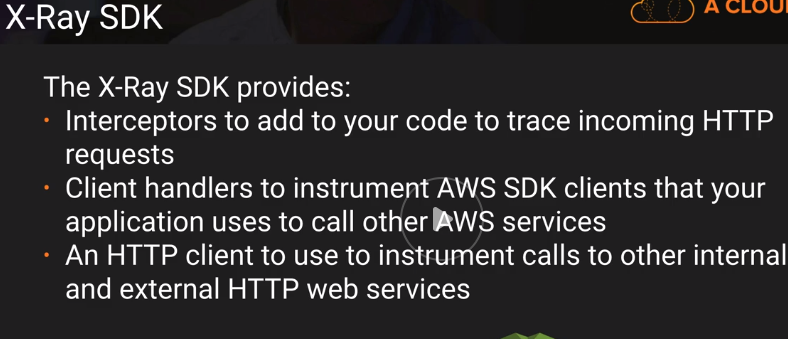 X-Ray SDK
A CLOU
The X-Ray SDK provides:
• Interceptors to add to your code to trace incoming HTTP
requests
• Client handlers to instrument AWS SDK clients that your
application uses to call other AWS services
• An HTTP client to use to instrument calls to other internal
and external HTTP web services